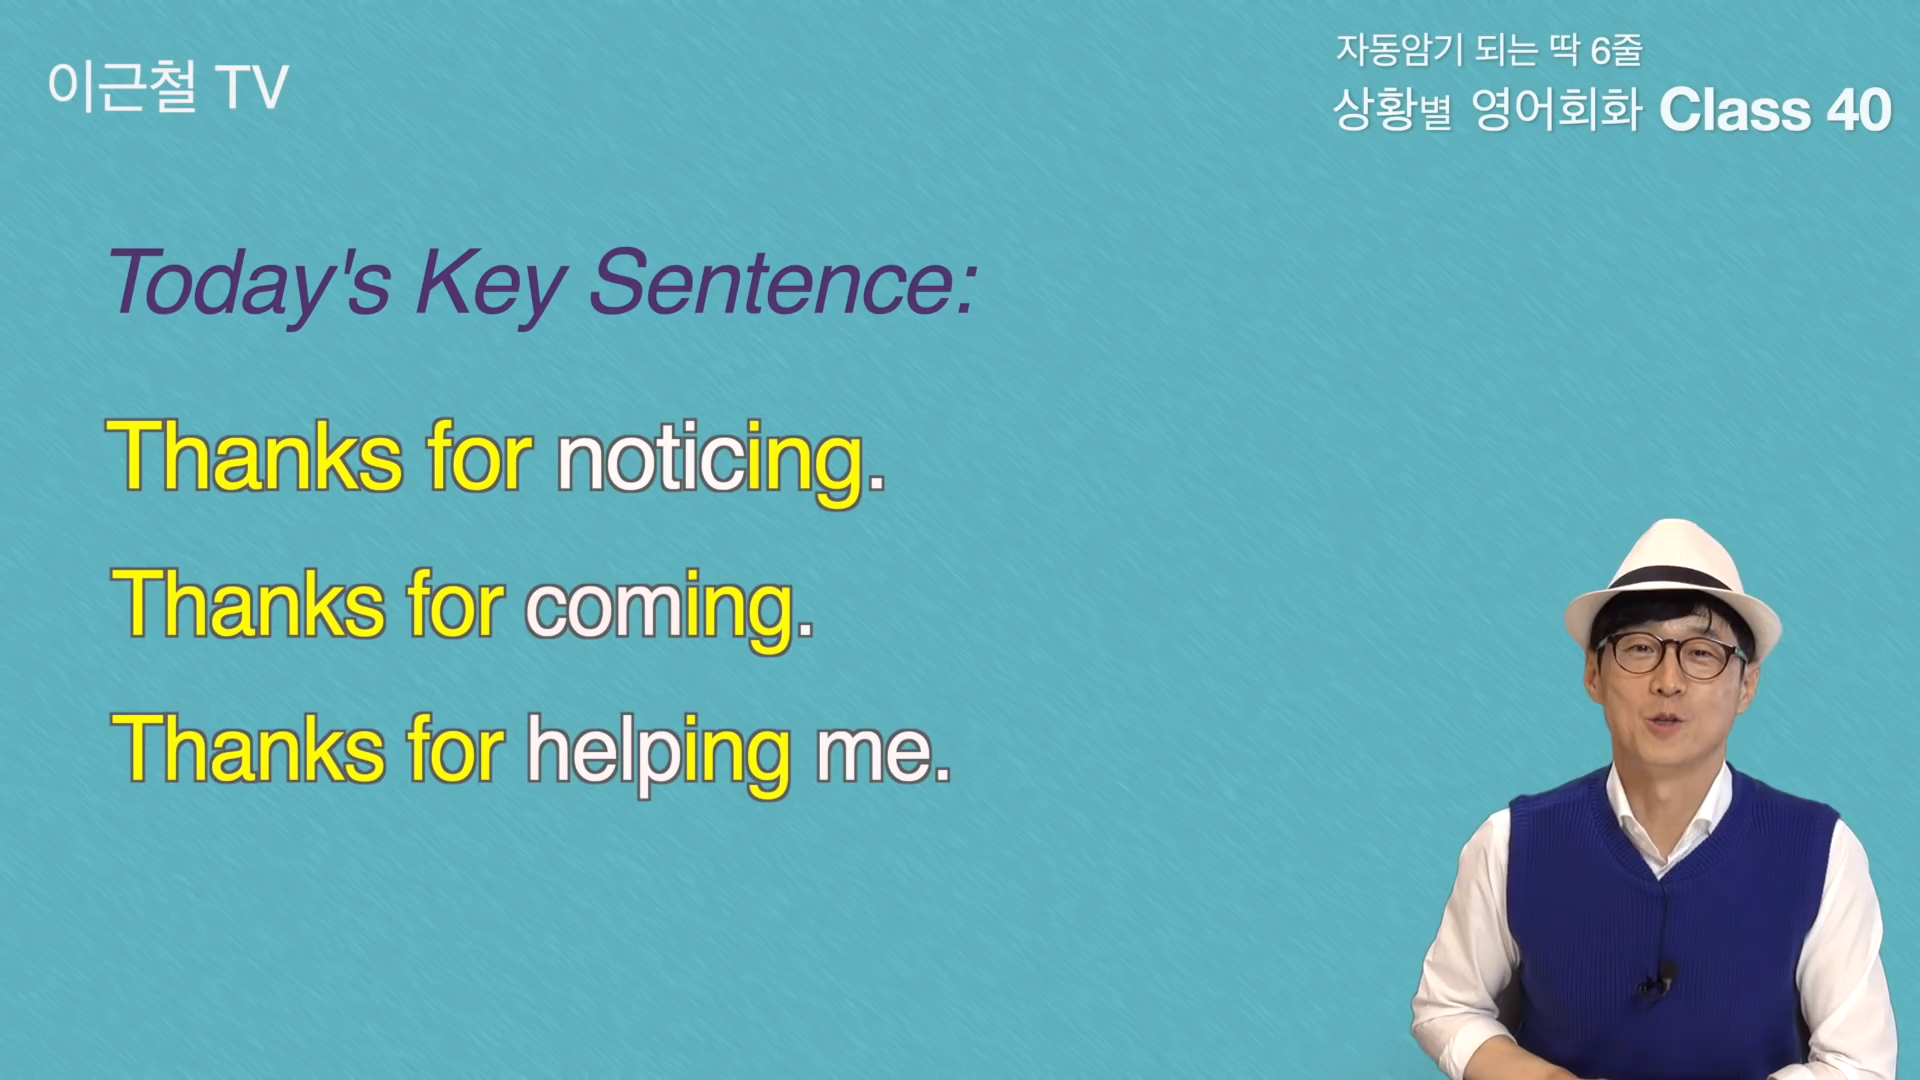 이근철 TV
자동암기 되는 딱 6줄
상황별 영어회화 Class 40
Today's Key Sentence:
Thanks for noticing.
Thanks for coming.
Thanks for helping me.